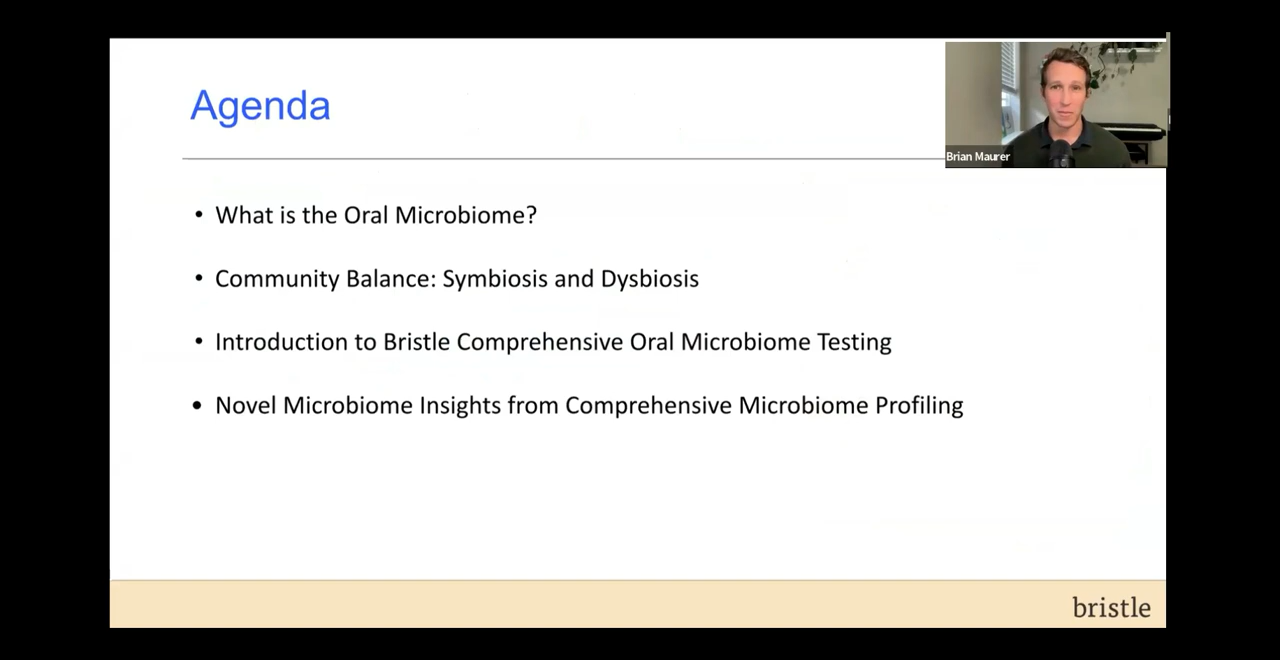 Agenda
Brian Maurer
• What is the Oral Microbiome?
• Community Balance: Symbiosis and Dysbiosis
• Introduction to Bristle Comprehensive Oral Microbiome Testing
• Novel Microbiome Insights from Comprehensive Microbiome Profiling
bristle